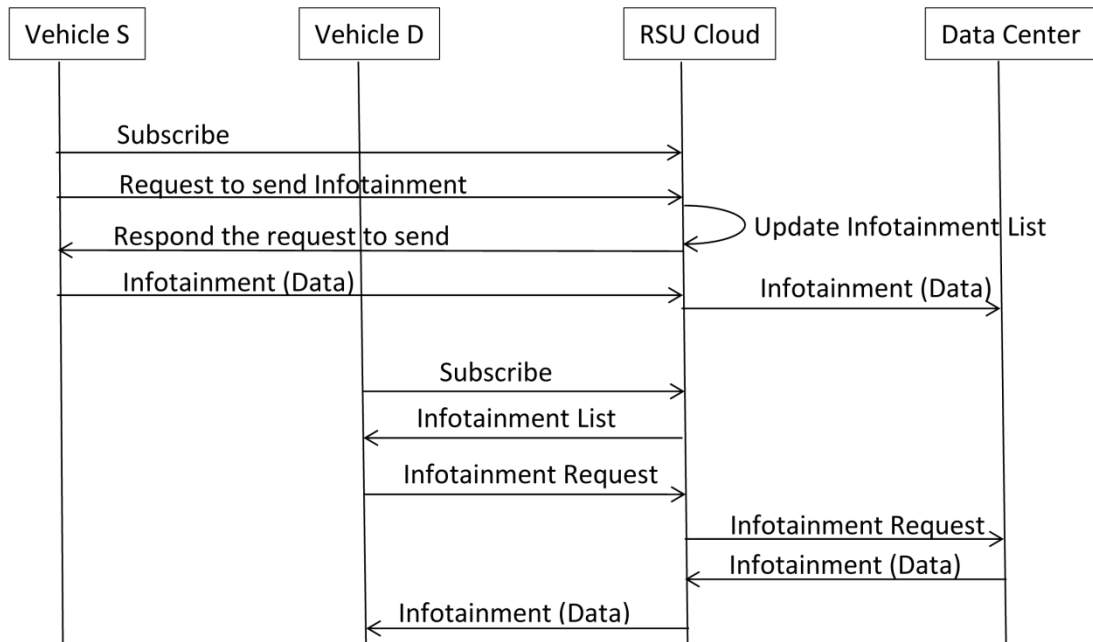 Vehicle S
Vehicle D
RSU Cloud
Data Center
Subscribe
Request to send Infotainment
Update Infotainment List
Respond the request to send
Infotainment (Data)
Infotainment (Data)
Subscribe
Infotainment List
Infotainment Request
Infotainment Request
Infotainment (Data)
Infotainment (Data)